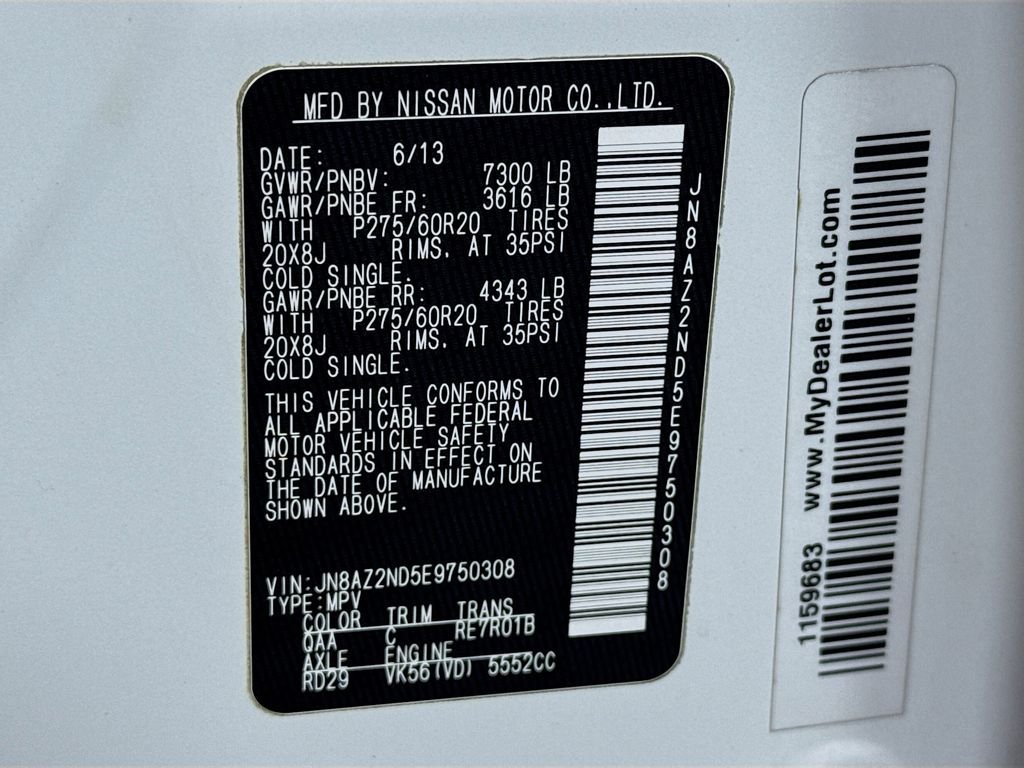 MFD BY NISSAN MOTOR CO.,LTD.
DATE: 6/13
GVWR/PNBV: 7300 LB
GAWR/PNBE FR: 3616 LB
WITH P275/60R20 TIRES
20X8J RIMS. AT 35PSI
COLD SINGLE.
GAWR/PNBE RR: 4343 LB
WITH P275/60R20 TIRES
20X8J RIMS. AT 35PSI
COLD SINGLE.
THIS VEHICLE CONFORMS TO
ALL APPLICABLE FEDERAL
MOTOR VEHICLE SAFETY
STANDARDS IN EFFECT ON
THE DATE OF MANUFACTURE
SHOWN ABOVE.
VIN:JN8AZ2ND5E9750308
TYPE:MPV
COLOR TRIM TRANS
QAA C RE7R01B
AXLE ENGINE
RD29 VK56(VD) 5552CC
JN8AZ2ND5E9750308
1159683 www.MyDealerLot.com